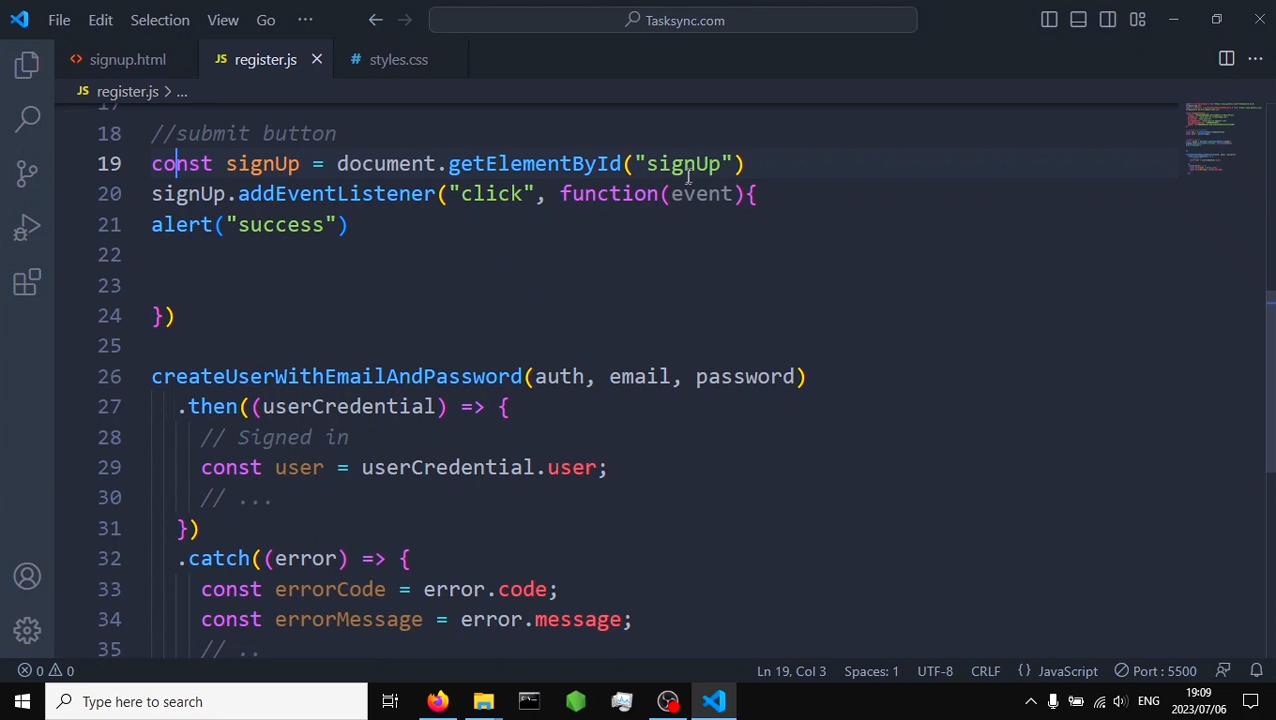 File Edit Selection View Go ··· Tasksync.com
signup.html JS register.js # styles.css
JS register.js > ...
17
18 //submit button
19 const signUp = document.getElementById("signUp")
20 signUp.addEventListener("click", function(event){
21 alert("success")
22
23
24 })
25
26 createUserWithEmailAndPassword(auth, email, password)
27 .then((userCredential) => {
28 // Signed in
29 const user = userCredential.user;
30 // ...
31 })
32 .catch((error) => {
33 const errorCode = error.code;
34 const errorMessage = error.message;
35 // ..
0 0 Ln 19, Col 3 Spaces: 1 UTF-8 CRLF {} JavaScript Port : 5500
Type here to search ENG 19:09
2023/07/06